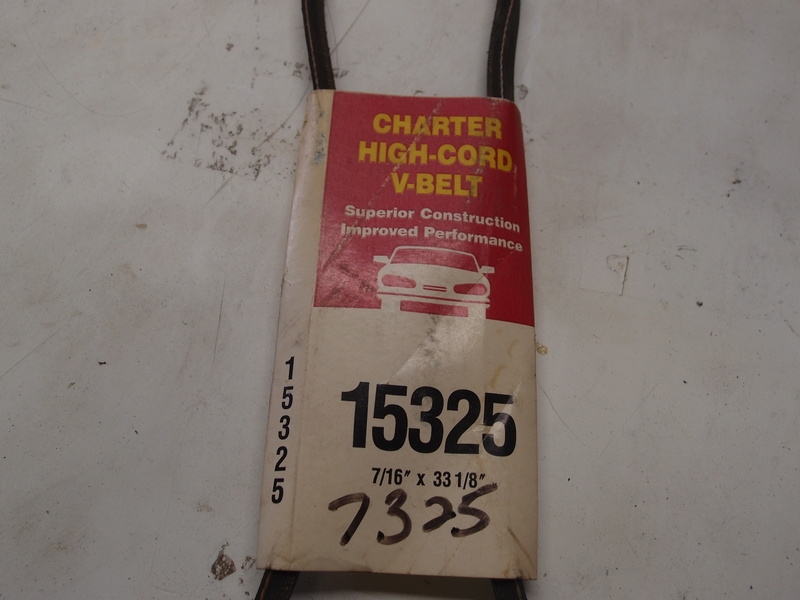 CHARTER
HIGH-CORD
V-BELT
Superior Construction
Improved Performance
15325
15325
7/16" x 33 1/8"
7325